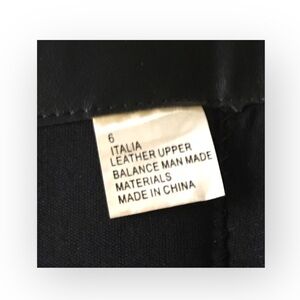 6
ITALIA
LEATHER UPPER
BALANCE MAN MADE
MATERIALS
MADE IN CHINA